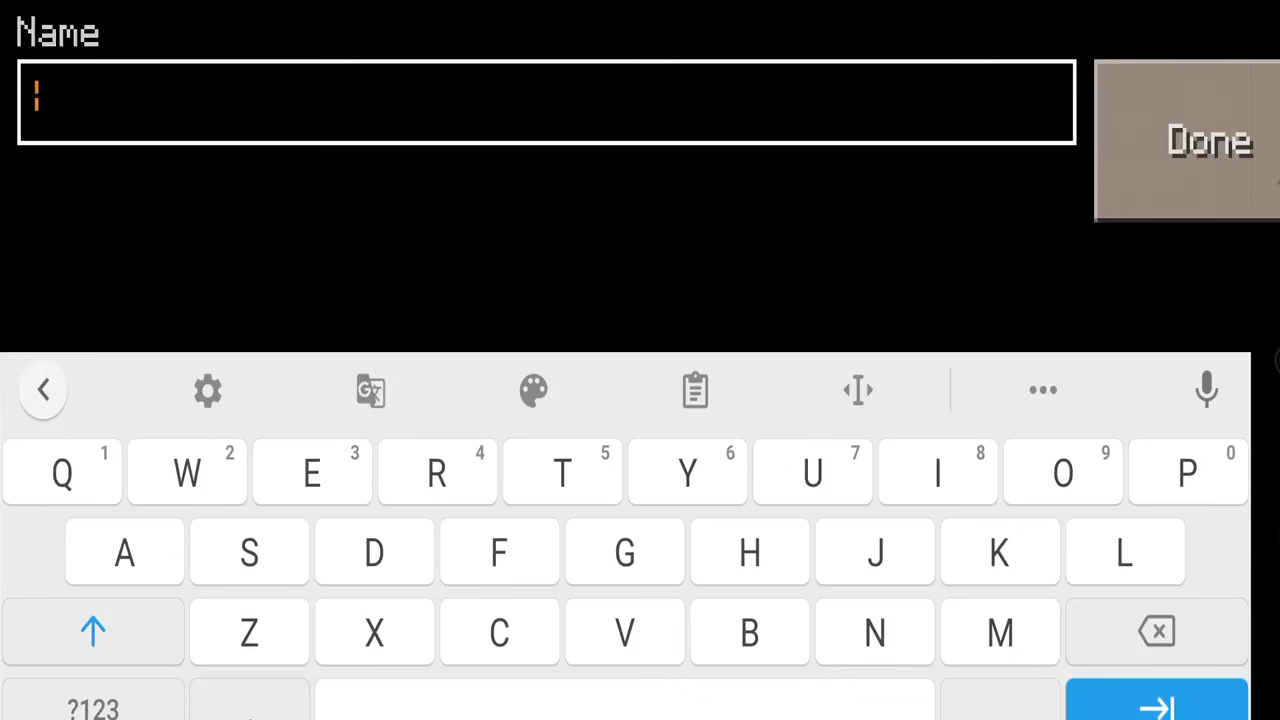 Name
Done
1 2 3 4 5 6 7 8 9 0
Q W E R T Y U I O P
A S D F G H J K L
Z X C V B N M
?123